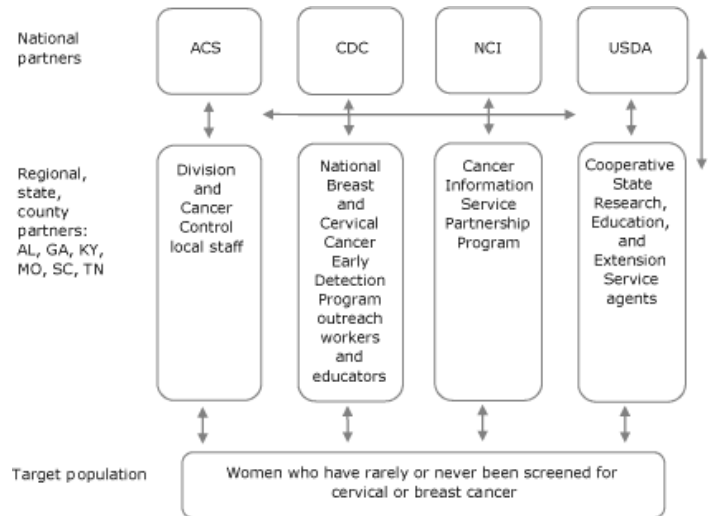 National
partners
ACS
CDC
NCI
USDA
Regional,
state,
county
partners:
AL, GA, KY,
MO, SC, TN
Division
and
Cancer
Control
local staff
National
Breast
and
Cervical
Cancer
Early
Detection
Program
outreach
workers
and
educators
Cancer
Information
Service
Partnership
Program
Cooperative
State
Research,
Education,
and
Extension
Service
agents
Target population
Women who have rarely or never been screened for
cervical or breast cancer